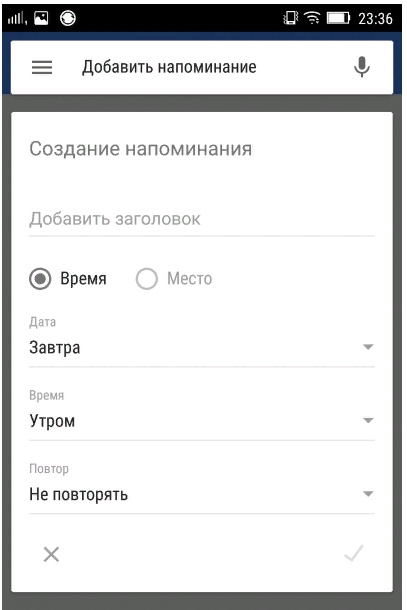 23:36
Добавить напоминание
Создание напоминания
Добавить заголовок
Время Место
Дата
Завтра
Время
Утром
Повтор
Не повторять